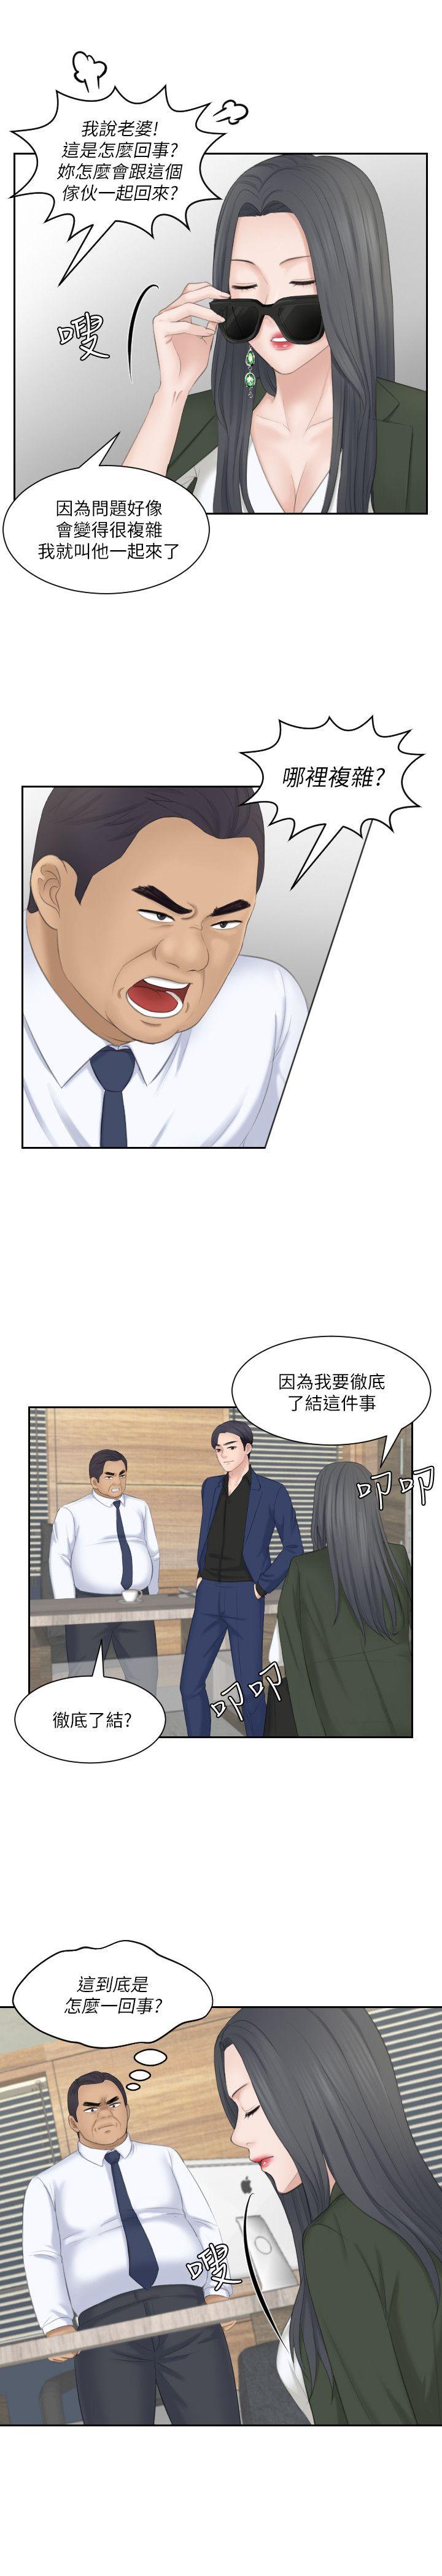 我說老婆!
這是怎麼回事?
妳怎麼會跟這個
傢伙一起回來?
嗖
因為問題好像
會變得很複雜
我就叫他一起來了
哪裡複雜?
因為我要徹底
了結這件事
叩叩
叩叩
徹底了結?
這到底是
怎麼一回事?
嗖